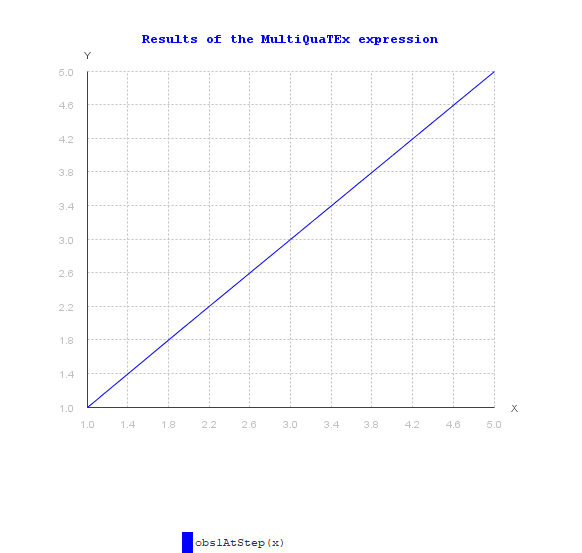 Results of the MultiQuaTEx expression
Y
5.0
4.6
4.2
3.8
3.4
3.0
2.6
2.2
1.8
1.4
1.0
1.0 1.4 1.8 2.2 2.6 3.0 3.4 3.8 4.2 4.6 5.0
X
obs1AtStep(x)